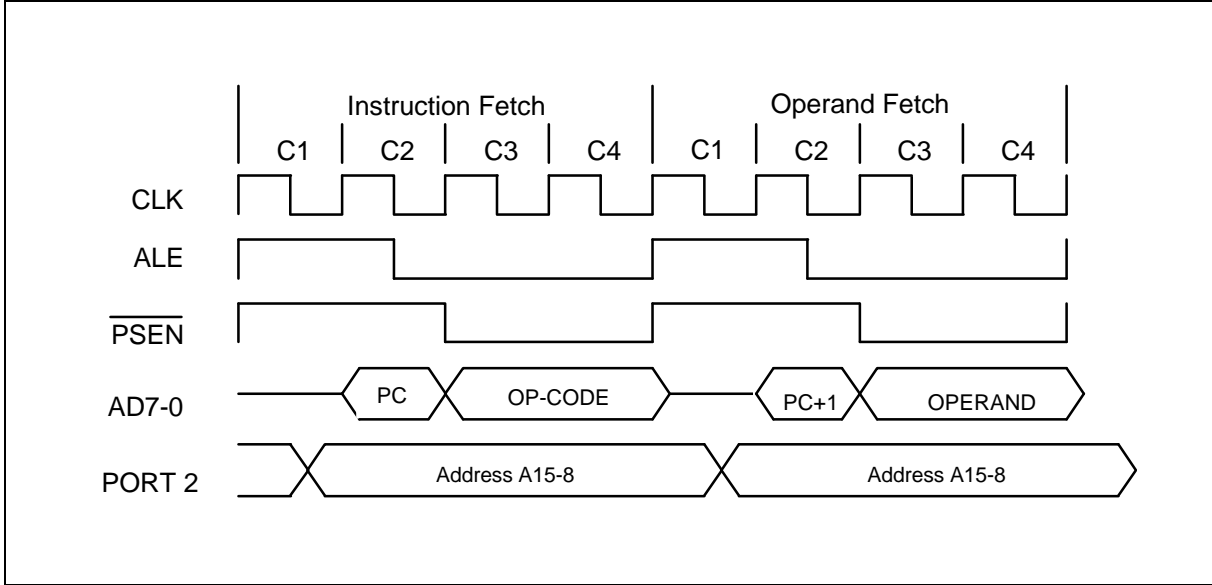 Instruction Fetch Operand Fetch
C1 C2 C3 C4 C1 C2 C3 C4
CLK
ALE
PSEN
AD7-0 PC OP-CODE PC+1 OPERAND
PORT 2 Address A15-8 Address A15-8